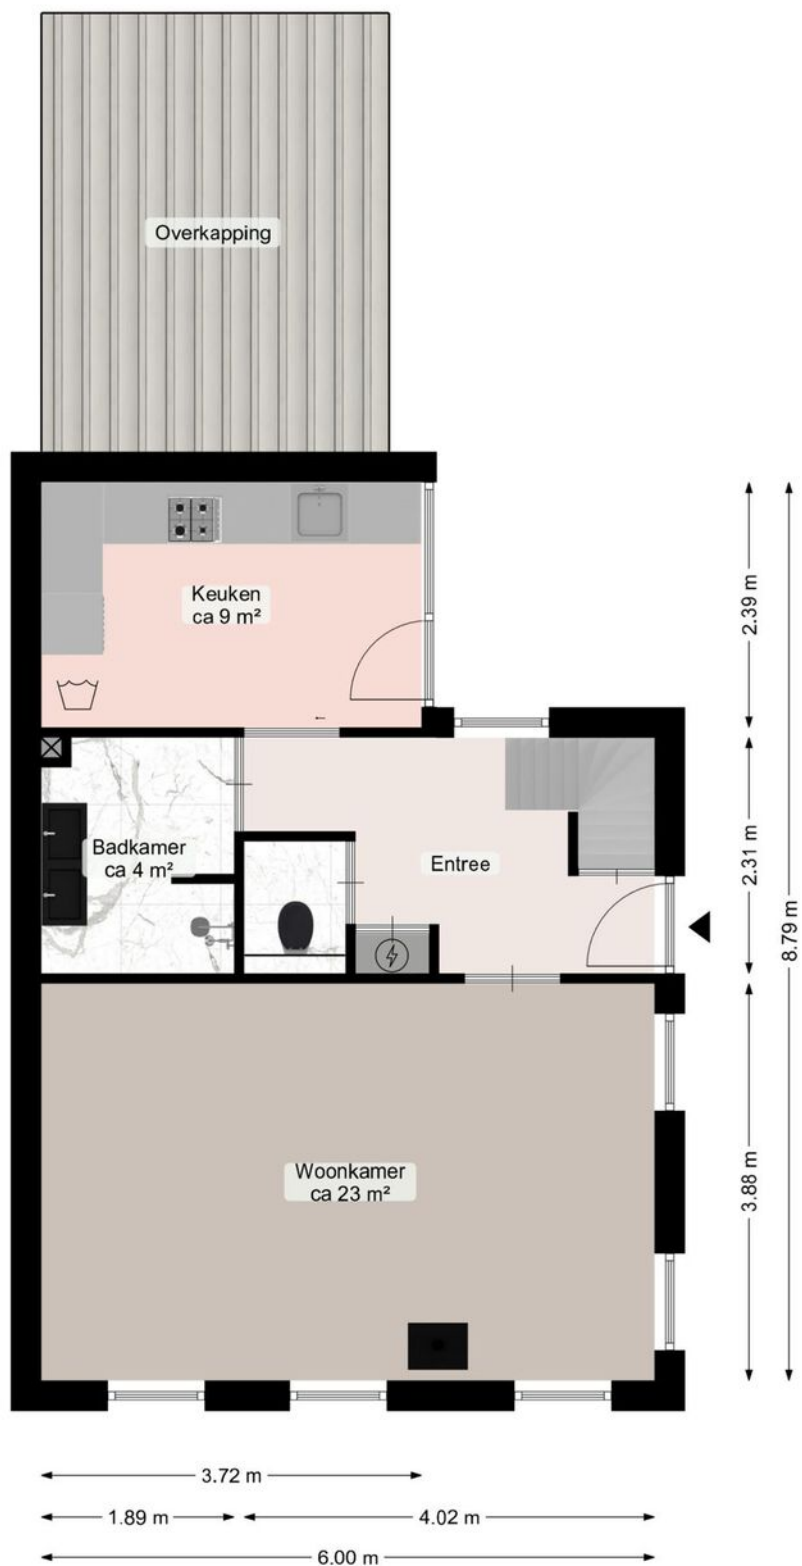 Overkapping
Keuken
ca 9 m²
Badkamer
ca 4 m²
Entree
Woonkamer
ca 23 m²
2.39 m
2.31 m
8.79 m
3.88 m
3.72 m
1.89 m
4.02 m
6.00 m